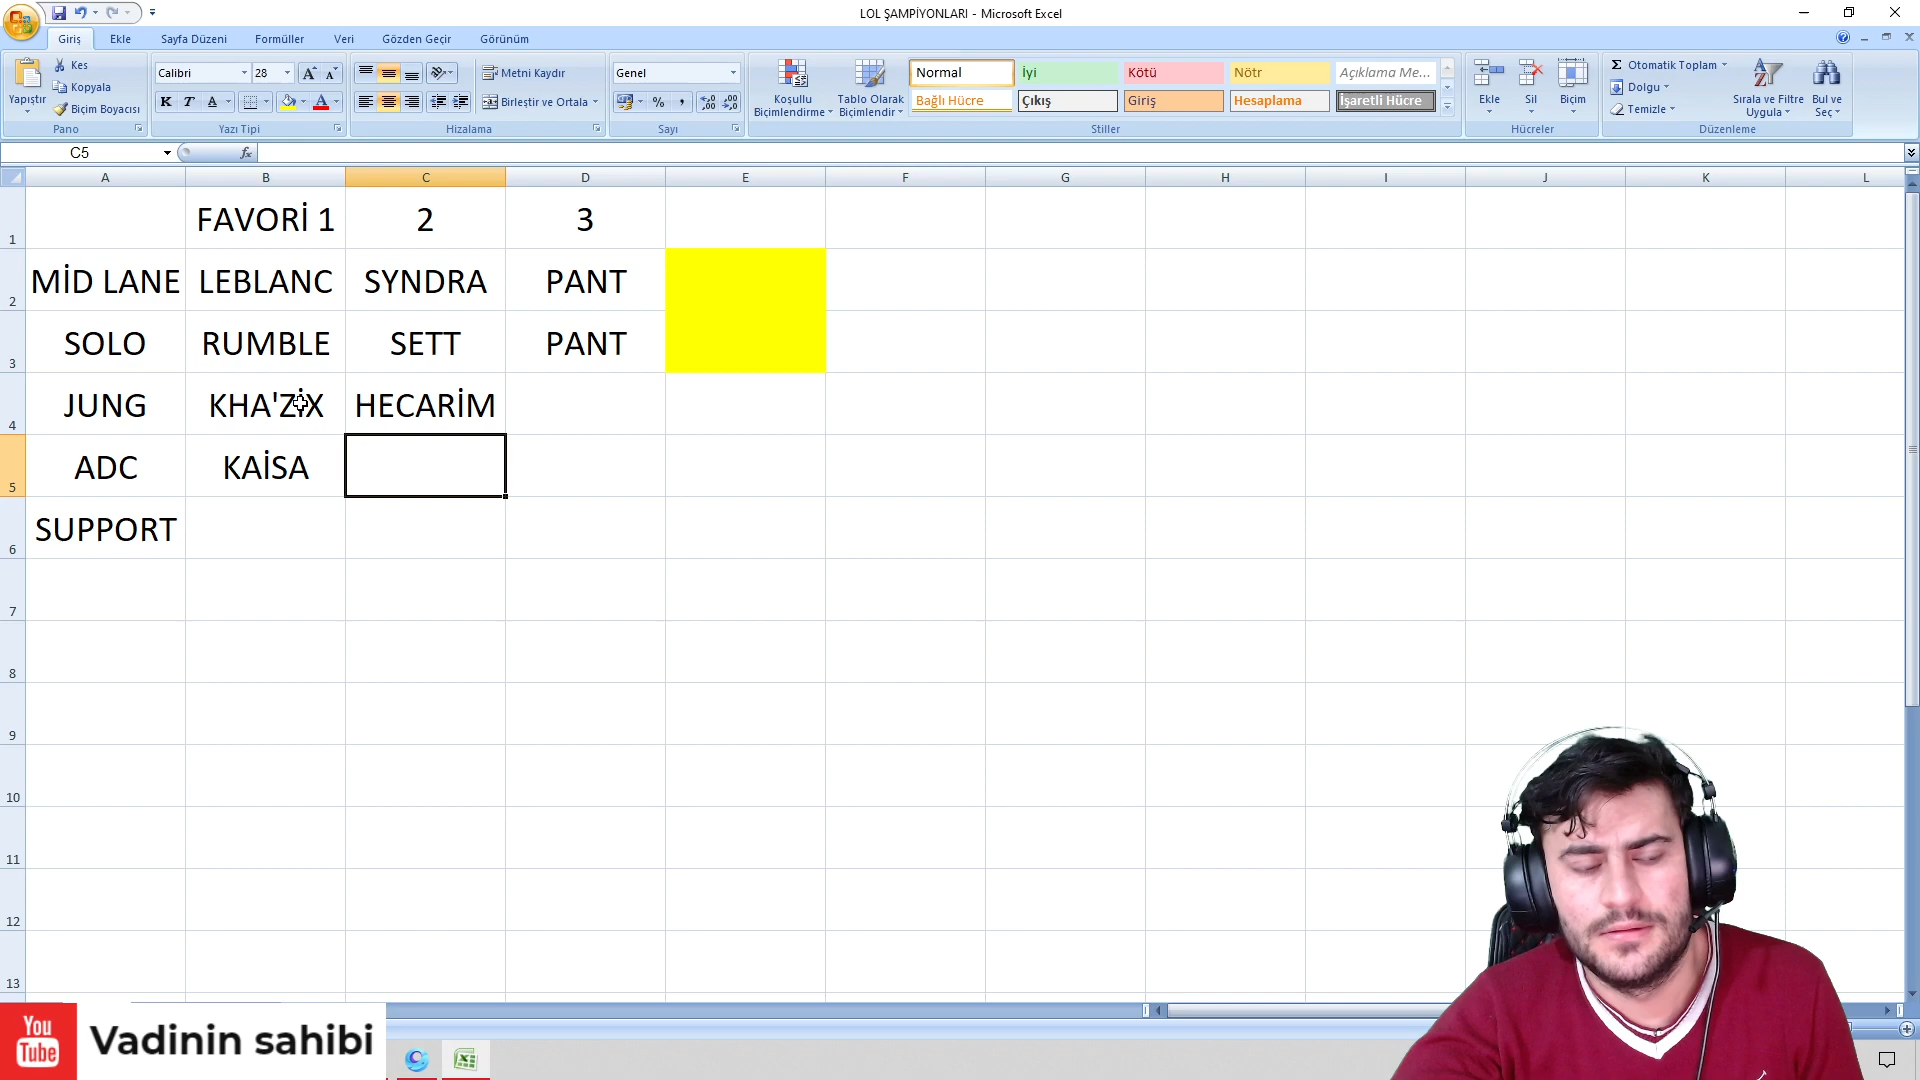 LOL ŞAMPİYONLARI - Microsoft Excel
Giriş Ekle Sayfa Düzeni Formüller Veri Gözden Geçir Görünüm
Yapıştır
Kes
Kopyala
Biçim Boyacısı
Pano
Calibri 28
K T A
Yazı Tipi
Metni Kaydır
Birleştir ve Ortala
Hizalama
Genel
% ,
Sayı
Koşullu Biçimlendirme
Tablo Olarak Biçimlendir
Normal İyi Kötü Nötr Açıklama Me...
Bağlı Hücre Çıkış Giriş Hesaplama İşaretli Hücre
Stiller
Ekle Sil Biçim
Hücreler
Otomatik Toplam
Dolgu
Temizle
Sırala ve Filtre Uygula
Bul ve Seç
Düzenleme
C5 fx
A B C D E F G H I J K L
1 FAVORİ 1 2 3
2 MİD LANE LEBLANC SYNDRA PANT
3 SOLO RUMBLE SETT PANT
4 JUNG KHA'ZİX HECARİM
5 ADC KAİSA
6 SUPPORT
7
8
9
10
11
12
13
You Tube
Vadinin sahibi